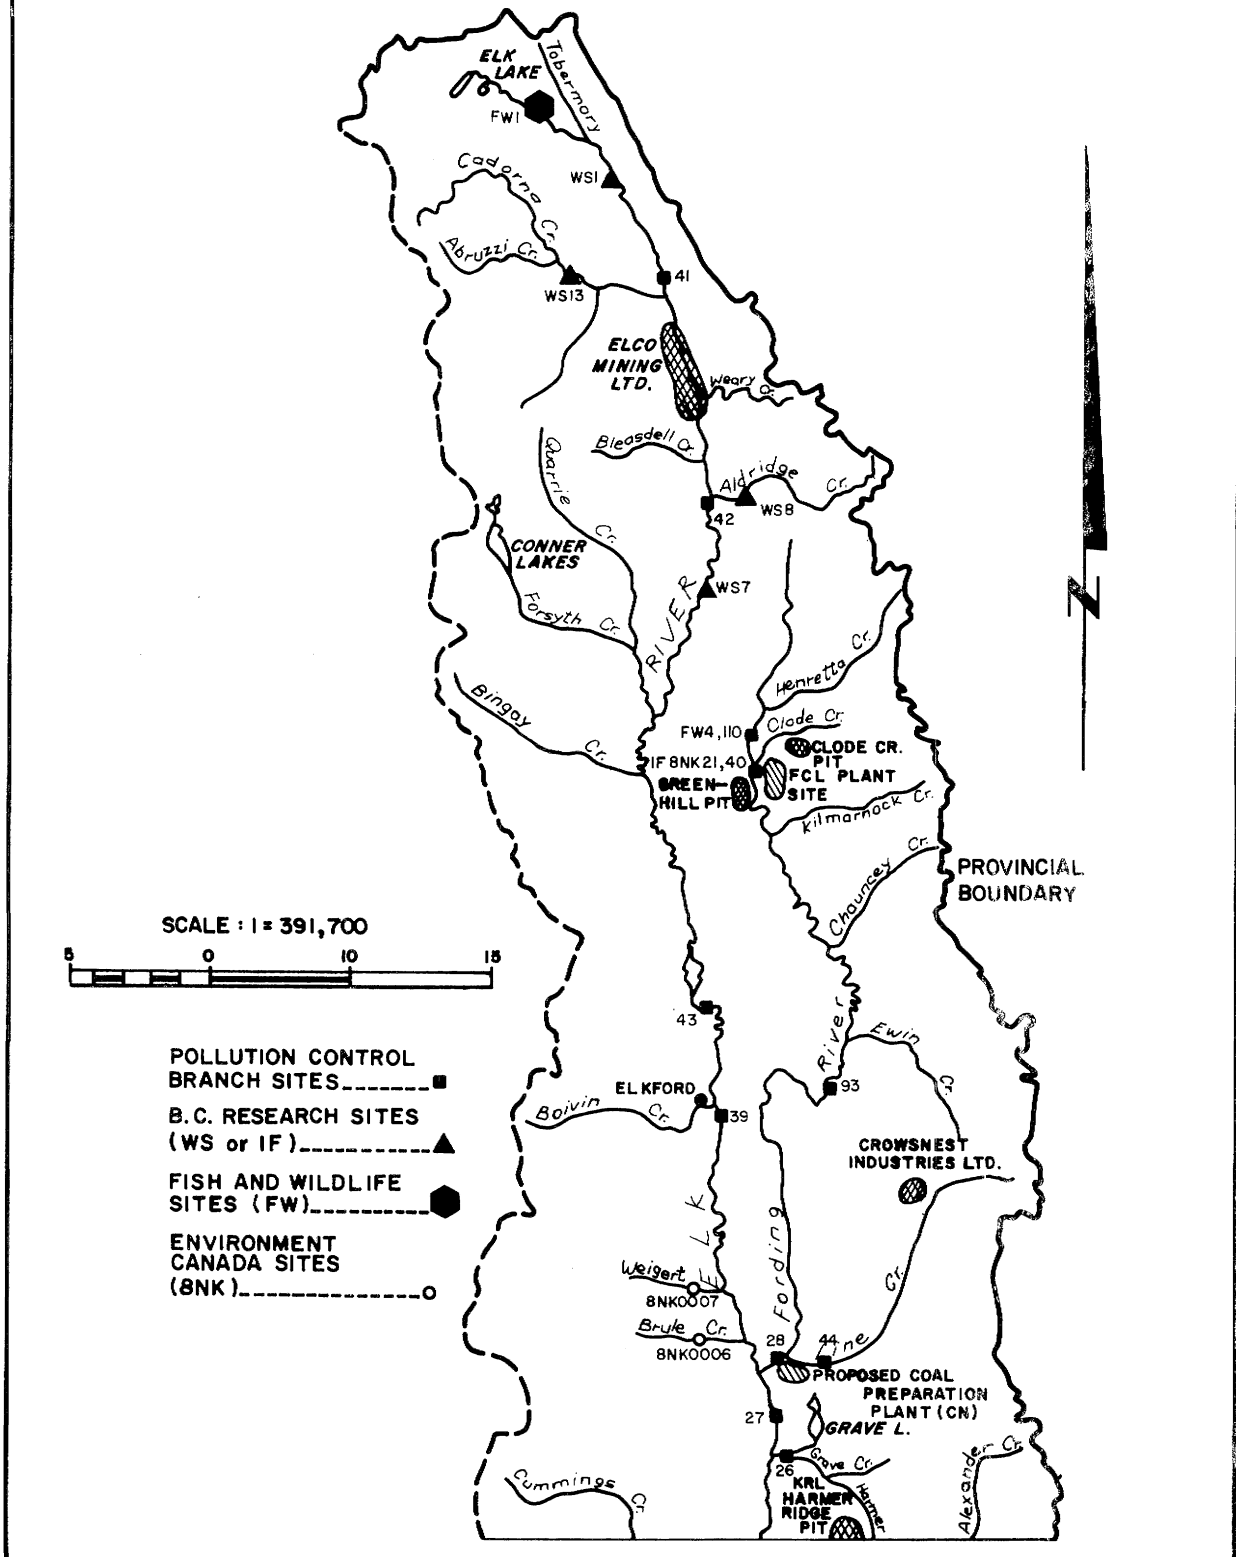 ELK
LAKE
Tobermory
FW1
Cadorna Cr.
WS1
Abruzzi Cr.
41
WS13
ELCO
MINING
LTD.
Weary Cr.
Bleasdell Cr.
Quarrie Cr.
Aldridge Cr.
WS8
42
CONNER
LAKES
WS7
Forsyth Cr.
RIVER
Henretta Cr.
Bingay Cr.
Clode Cr.
FW4,110
CLODE CR.
PIT
IF 8NK21,40
FCL PLANT
SITE
GREEN-
HILL PIT
Kilmarnock Cr.
Chauncey Cr.
PROVINCIAL
BOUNDARY
N
SCALE : 1 = 391,700
5 0 10 15
43
River
Ewin Cr.
POLLUTION CONTROL
BRANCH SITES
ELKFORD
93
Boivin Cr.
39
B.C. RESEARCH SITES
(WS or IF)
CROWSNEST
INDUSTRIES LTD.
FISH AND WILDLIFE
SITES (FW)
ELK
Fording
ENVIRONMENT
CANADA SITES
(8NK)
Weigert
8NK0007
Cr.
Brule Cr.
8NK0006
28
44
ine
PROPOSED COAL
PREPARATION
PLANT (CN)
27
GRAVE L.
26
Grave Cr.
Alexander Cr.
Cummings Cr.
KRL
HARMER
RIDGE
PIT
Harmer